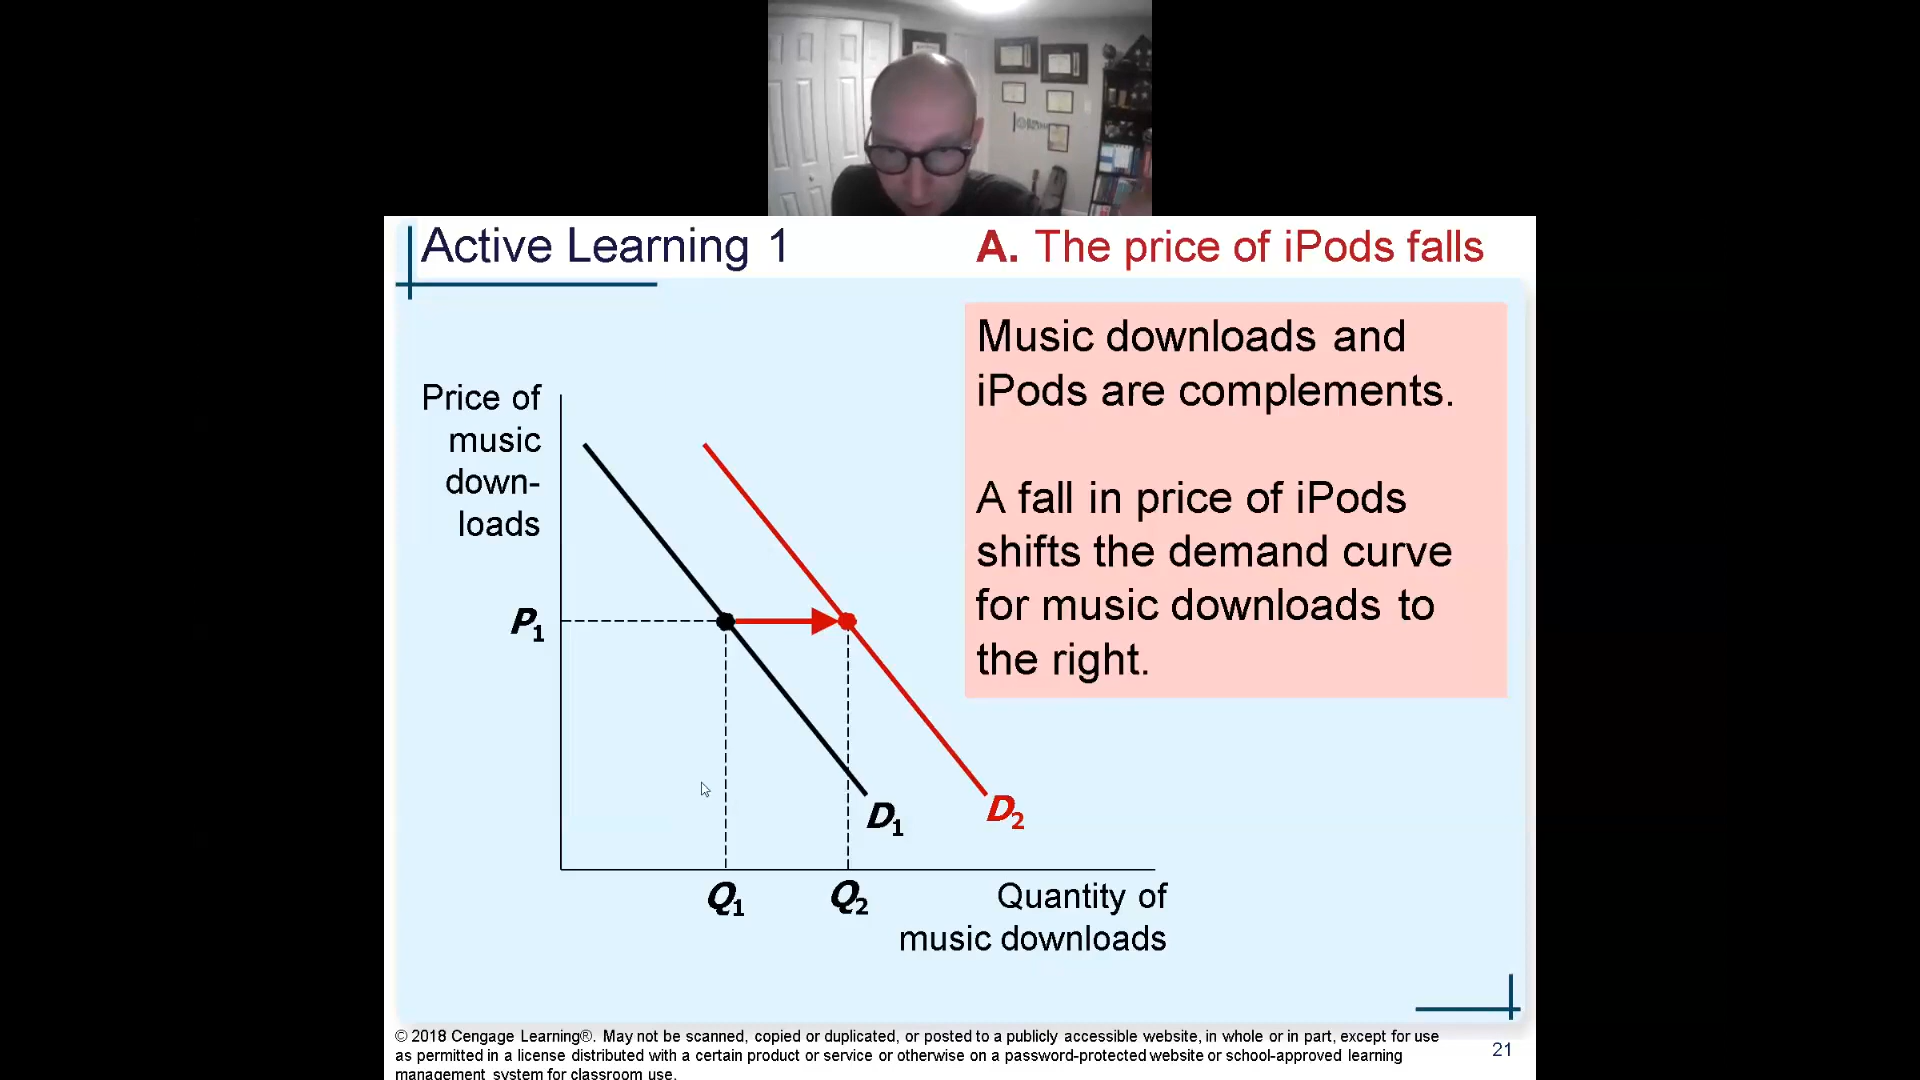 Active Learning 1
A. The price of iPods falls
Music downloads and
iPods are complements.
A fall in price of iPods
shifts the demand curve
for music downloads to
the right.
Price of
music
down-
loads
P1
D1
D2
Q1
Q2
Quantity of
music downloads
© 2018 Cengage Learning®. May not be scanned, copied or duplicated, or posted to a publicly accessible website, in whole or in part, except for use
as permitted in a license distributed with a certain product or service or otherwise on a password-protected website or school-approved learning
management system for classroom use.
21